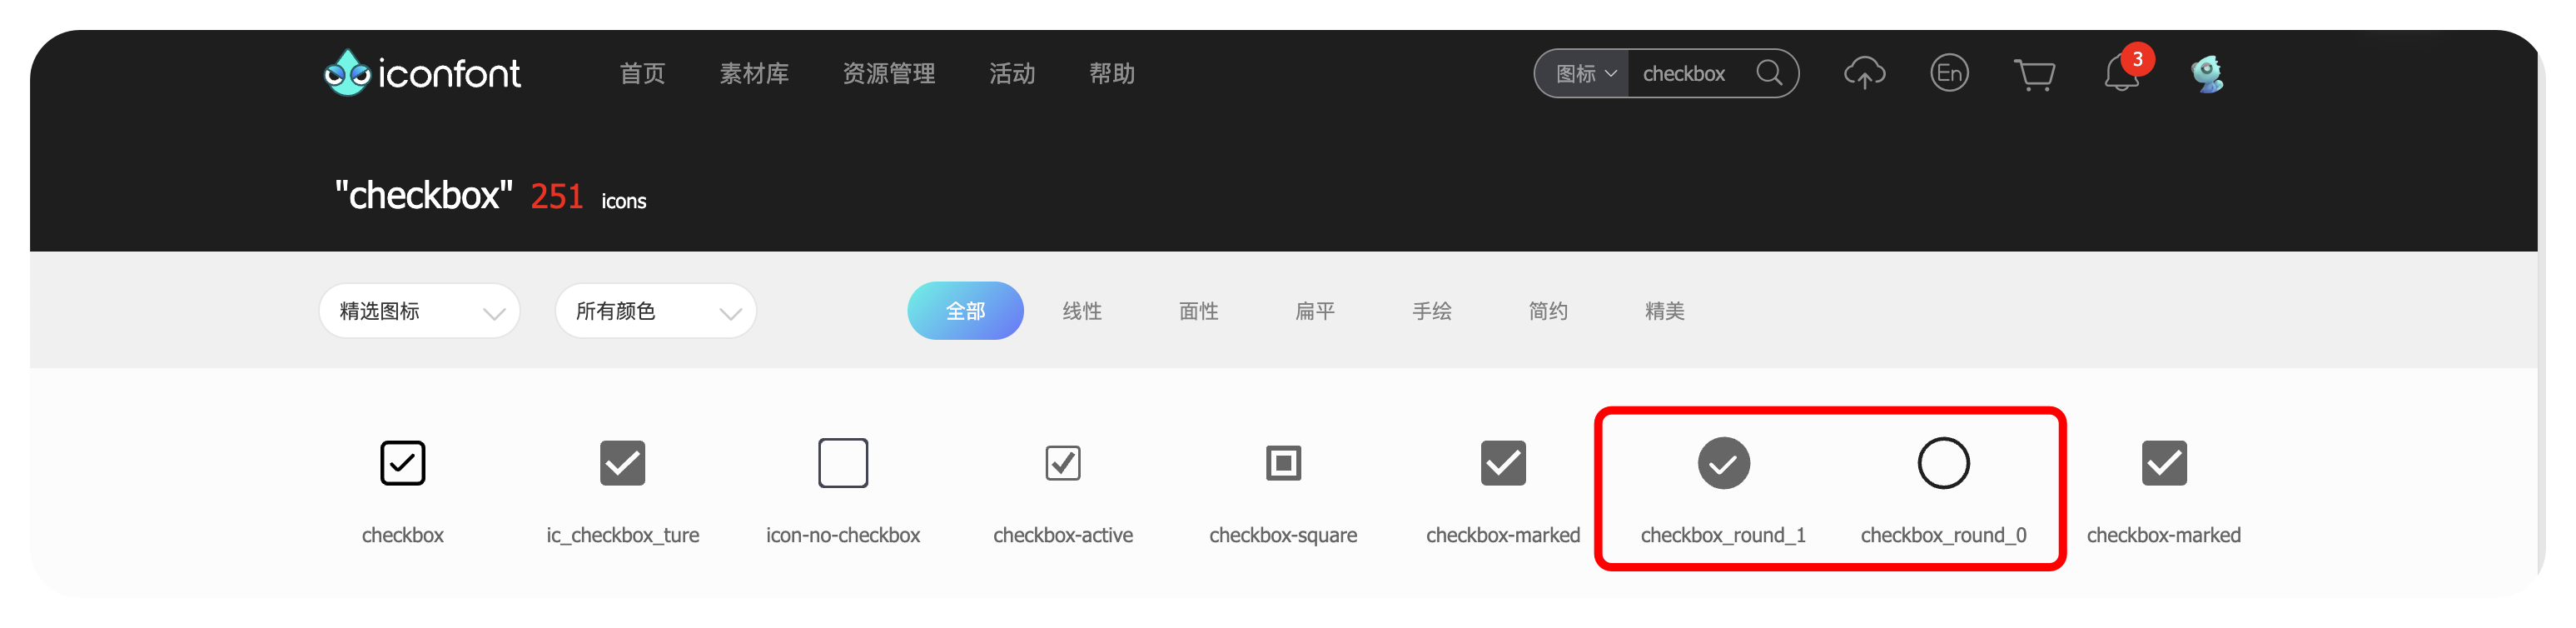 iconfont 首页 素材库 资源管理 活动 帮助 图标 checkbox En 3
"checkbox" 251 icons
精选图标 所有颜色 全部 线性 面性 扁平 手绘 简约 精美
checkbox ic_checkbox_ture icon-no-checkbox checkbox-active checkbox-square checkbox-marked checkbox_round_1 checkbox_round_0 checkbox-marked